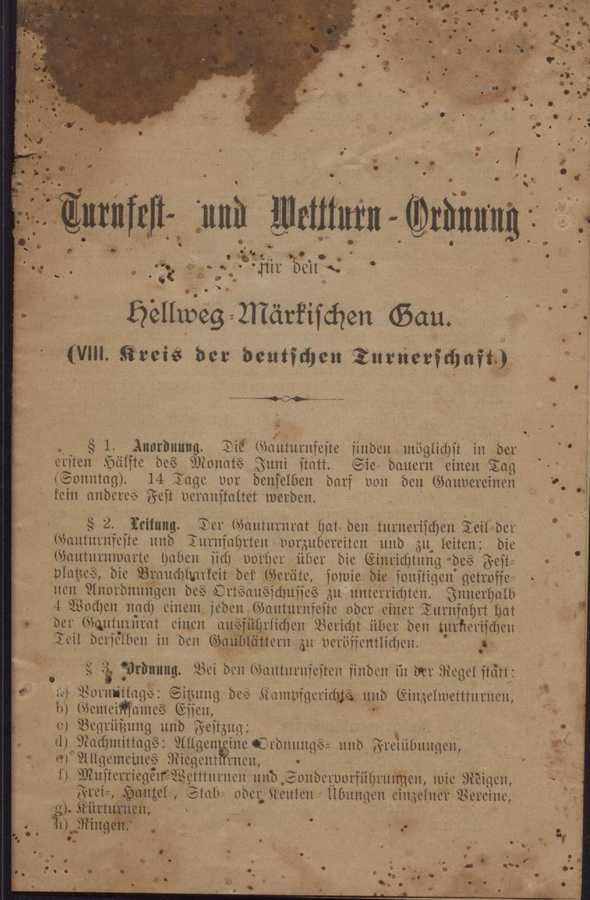 Turnfest- und Wettturn-Ordnung
für den
Hellweg-Märkischen Gau.
(VIII. Kreis der deutschen Turnerschaft.)
§ 1. Anordnung. Die Gauturnfeste finden möglichst in der
ersten Hälfte des Monats Juni statt. Sie dauern einen Tag
(Sonntag). 14 Tage vor denselben darf von den Gauvereinen
kein anderes Fest veranstaltet werden.
§ 2. Leitung. Der Gauturnrat hat den turnerischen Teil der
Gauturnfeste und Turnfahrten vorzubereiten und zu leiten; die
Gauturnwarte haben sich vorher über die Einrichtung des Fest-
platzes, die Brauchbarkeit der Geräte, sowie die sonstigen getroffe-
nen Anordnungen des Ortsausschusses zu unterrichten. Innerhalb
4 Wochen nach einem jeden Gauturnfeste oder einer Turnfahrt hat
der Gauturnrat einen ausführlichen Bericht über den turnerischen
Teil derselben in den Gaublättern zu veröffentlichen.
§ 3. Ordnung. Bei den Gauturnfesten finden in der Regel statt:
a) Vormittags: Sitzung des Kampfgerichts und Einzelwettturnen,
b) Gemeinsames Essen,
c) Begrüßung und Festzug;
d) Nachmittags: Allgemeine Ordnungs- und Freiübungen,
e) Allgemeines Riegenturnen,
f) Musterriegen-Wettturnen und Sondervorführungen, wie Reigen,
Frei-, Hantel-, Stab- oder Keulen-Übungen einzelner Vereine,
g) Kürturnen,
h) Ringen.